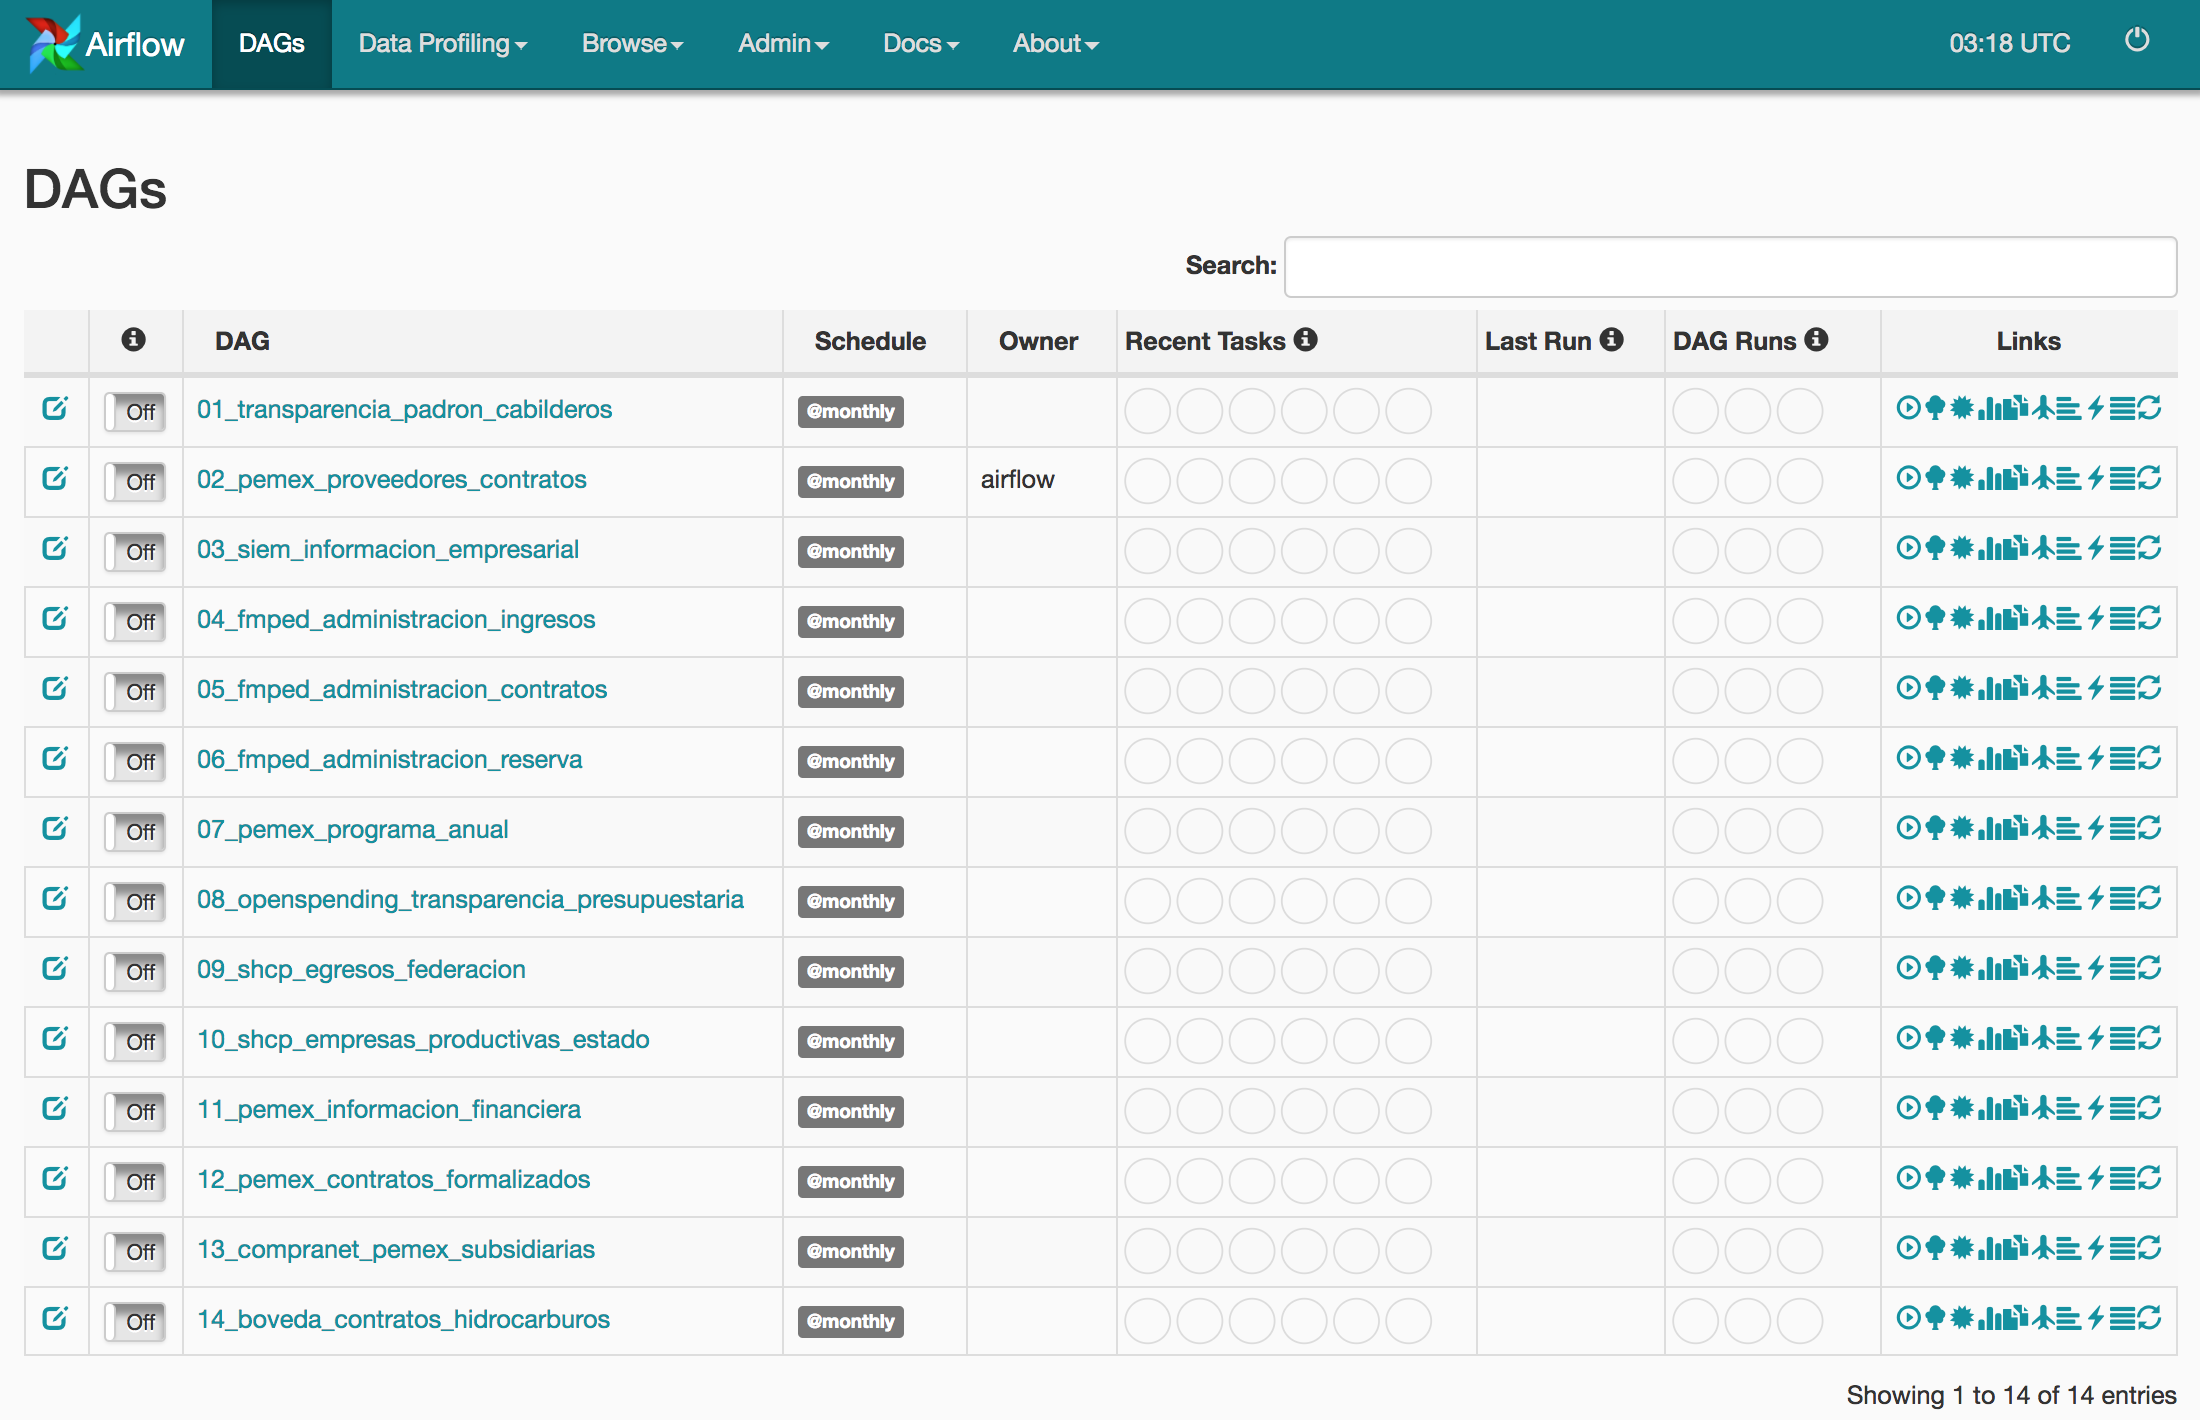 Airflow DAGs Data Profiling Browse Admin Docs About 03:18 UTC
DAGs
Search:
DAG Schedule Owner Recent Tasks Last Run DAG Runs Links
Off 01_transparencia_padron_cabilderos @monthly
Off 02_pemex_proveedores_contratos @monthly airflow
Off 03_siem_informacion_empresarial @monthly
Off 04_fmped_administracion_ingresos @monthly
Off 05_fmped_administracion_contratos @monthly
Off 06_fmped_administracion_reserva @monthly
Off 07_pemex_programa_anual @monthly
Off 08_openspending_transparencia_presupuestaria @monthly
Off 09_shcp_egresos_federacion @monthly
Off 10_shcp_empresas_productivas_estado @monthly
Off 11_pemex_informacion_financiera @monthly
Off 12_pemex_contratos_formalizados @monthly
Off 13_compranet_pemex_subsidiarias @monthly
Off 14_boveda_contratos_hidrocarburos @monthly
Showing 1 to 14 of 14 entries